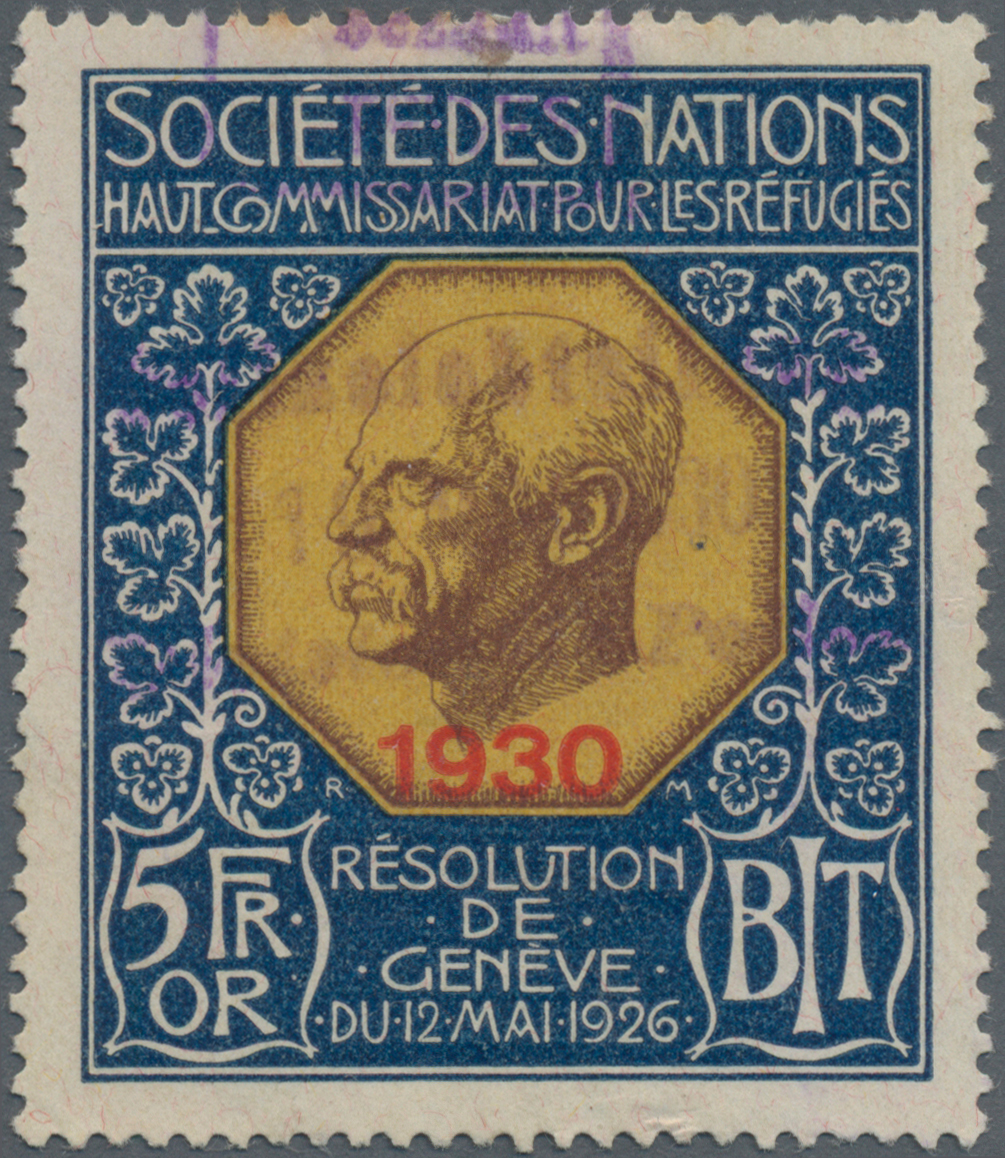 SOCIÉTÉ·DES·NATIONS
HAUT-COMMISSARIAT·POUR·LES·RÉFUGIÉS
1930
R. M
5 FR.
OR
RÉSOLUTION
·DE·
·GENÈVE·
·DU·12·MAI·1926·
BIT